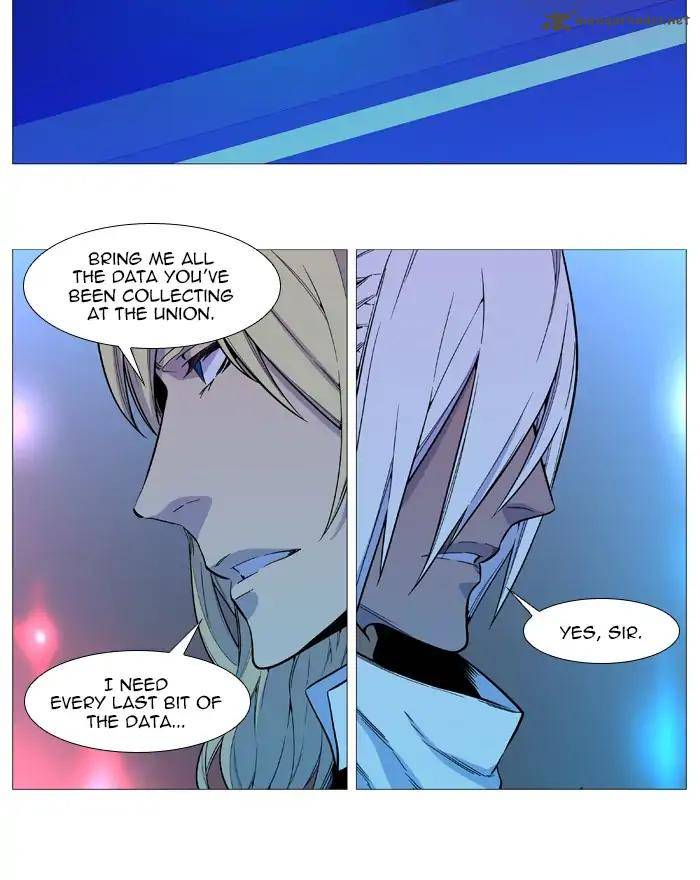 BRING ME ALL
THE DATA YOU'VE
BEEN COLLECTING
AT THE UNION.
I NEED
EVERY LAST BIT OF
THE DATA...
YES, SIR.